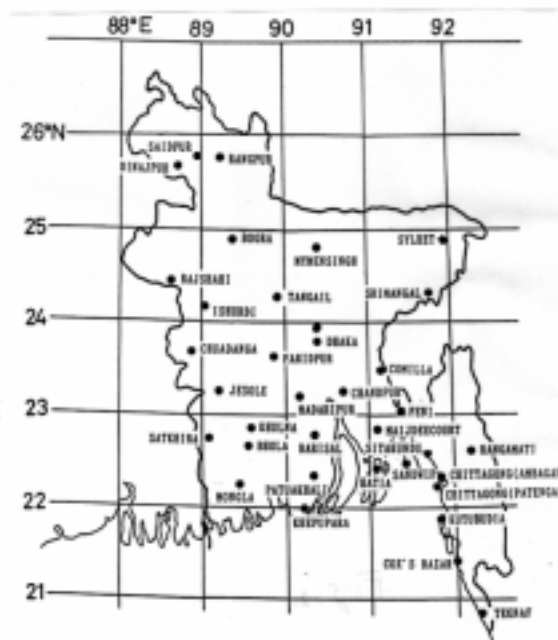 88°E 89 90 91 92
26°N
SAIDPUR
DINAJPUR RANGPUR
25
BOGRA SYLHET
MYMENSINGH
RAJSHAHI SRIMANGAL
TANGAIL
ISHURDI
24
DHAKA
CHUADANGA FARIDPUR
COMILLA
JESSORE CHANDPUR
MADARIPUR FENI
23
KHULNA MAIJDEECOURT
SATKHIRA BARISAL SITAKUNDU
BHOLA RANGAMATI
HATIA SANDWIP CHITTAGONG(AMBAGAN
PATUAKHALI
MONGLA CHITTAGONG(PATENGA
22
KHEPUPARA KUTUBDIA
COX'S BAZAR
21
TEKNAF